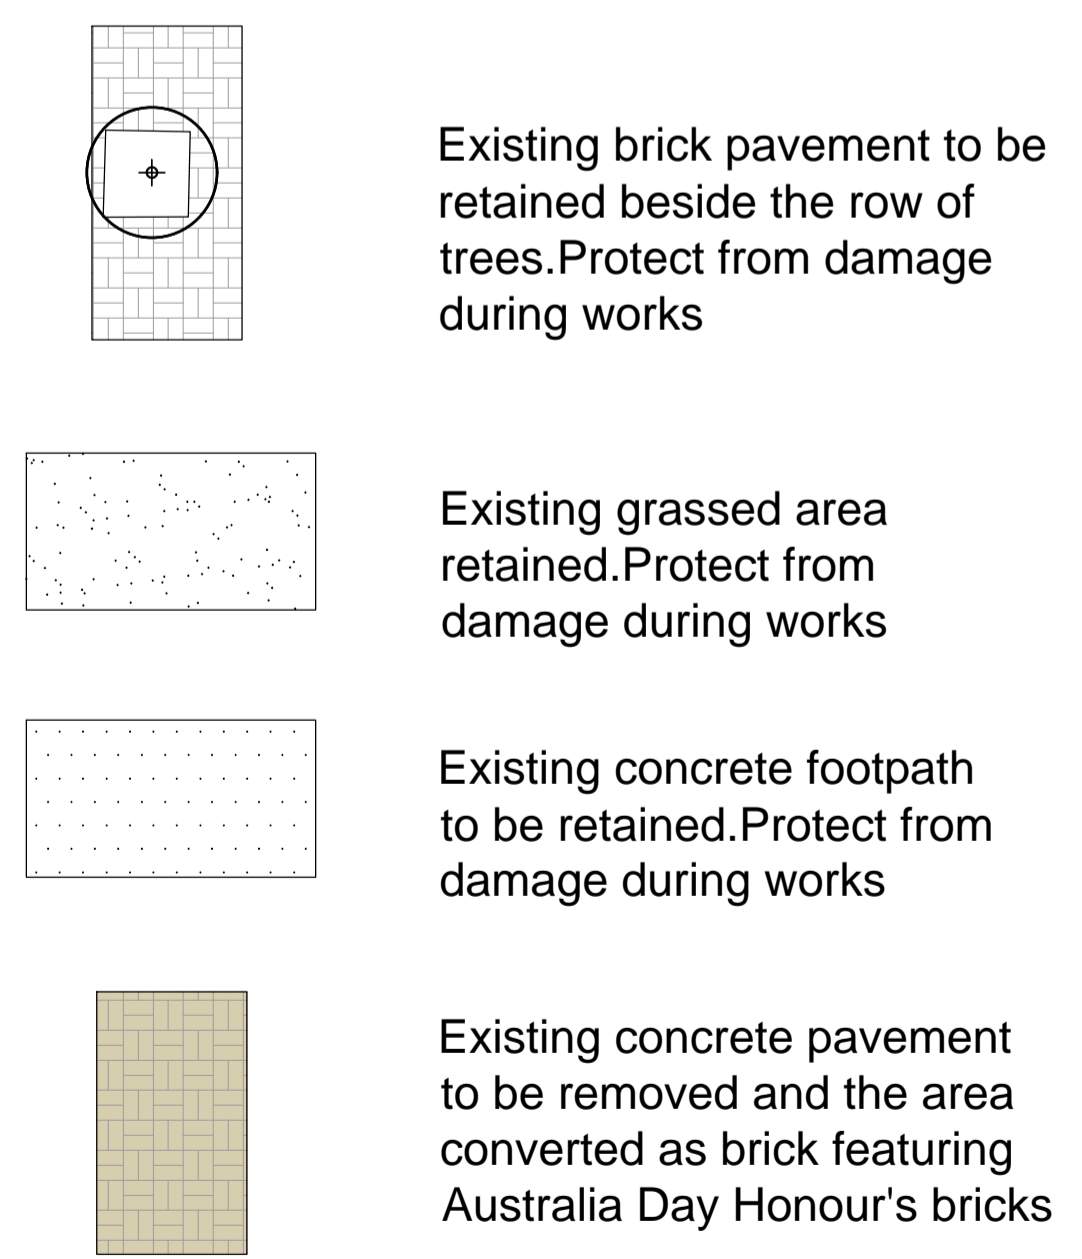 Existing brick pavement to be
retained beside the row of
trees.Protect from damage
during works
Existing grassed area
retained.Protect from
damage during works
Existing concrete footpath
to be retained.Protect from
damage during works
Existing concrete pavement
to be removed and the area
converted as brick featuring
Australia Day Honour's bricks